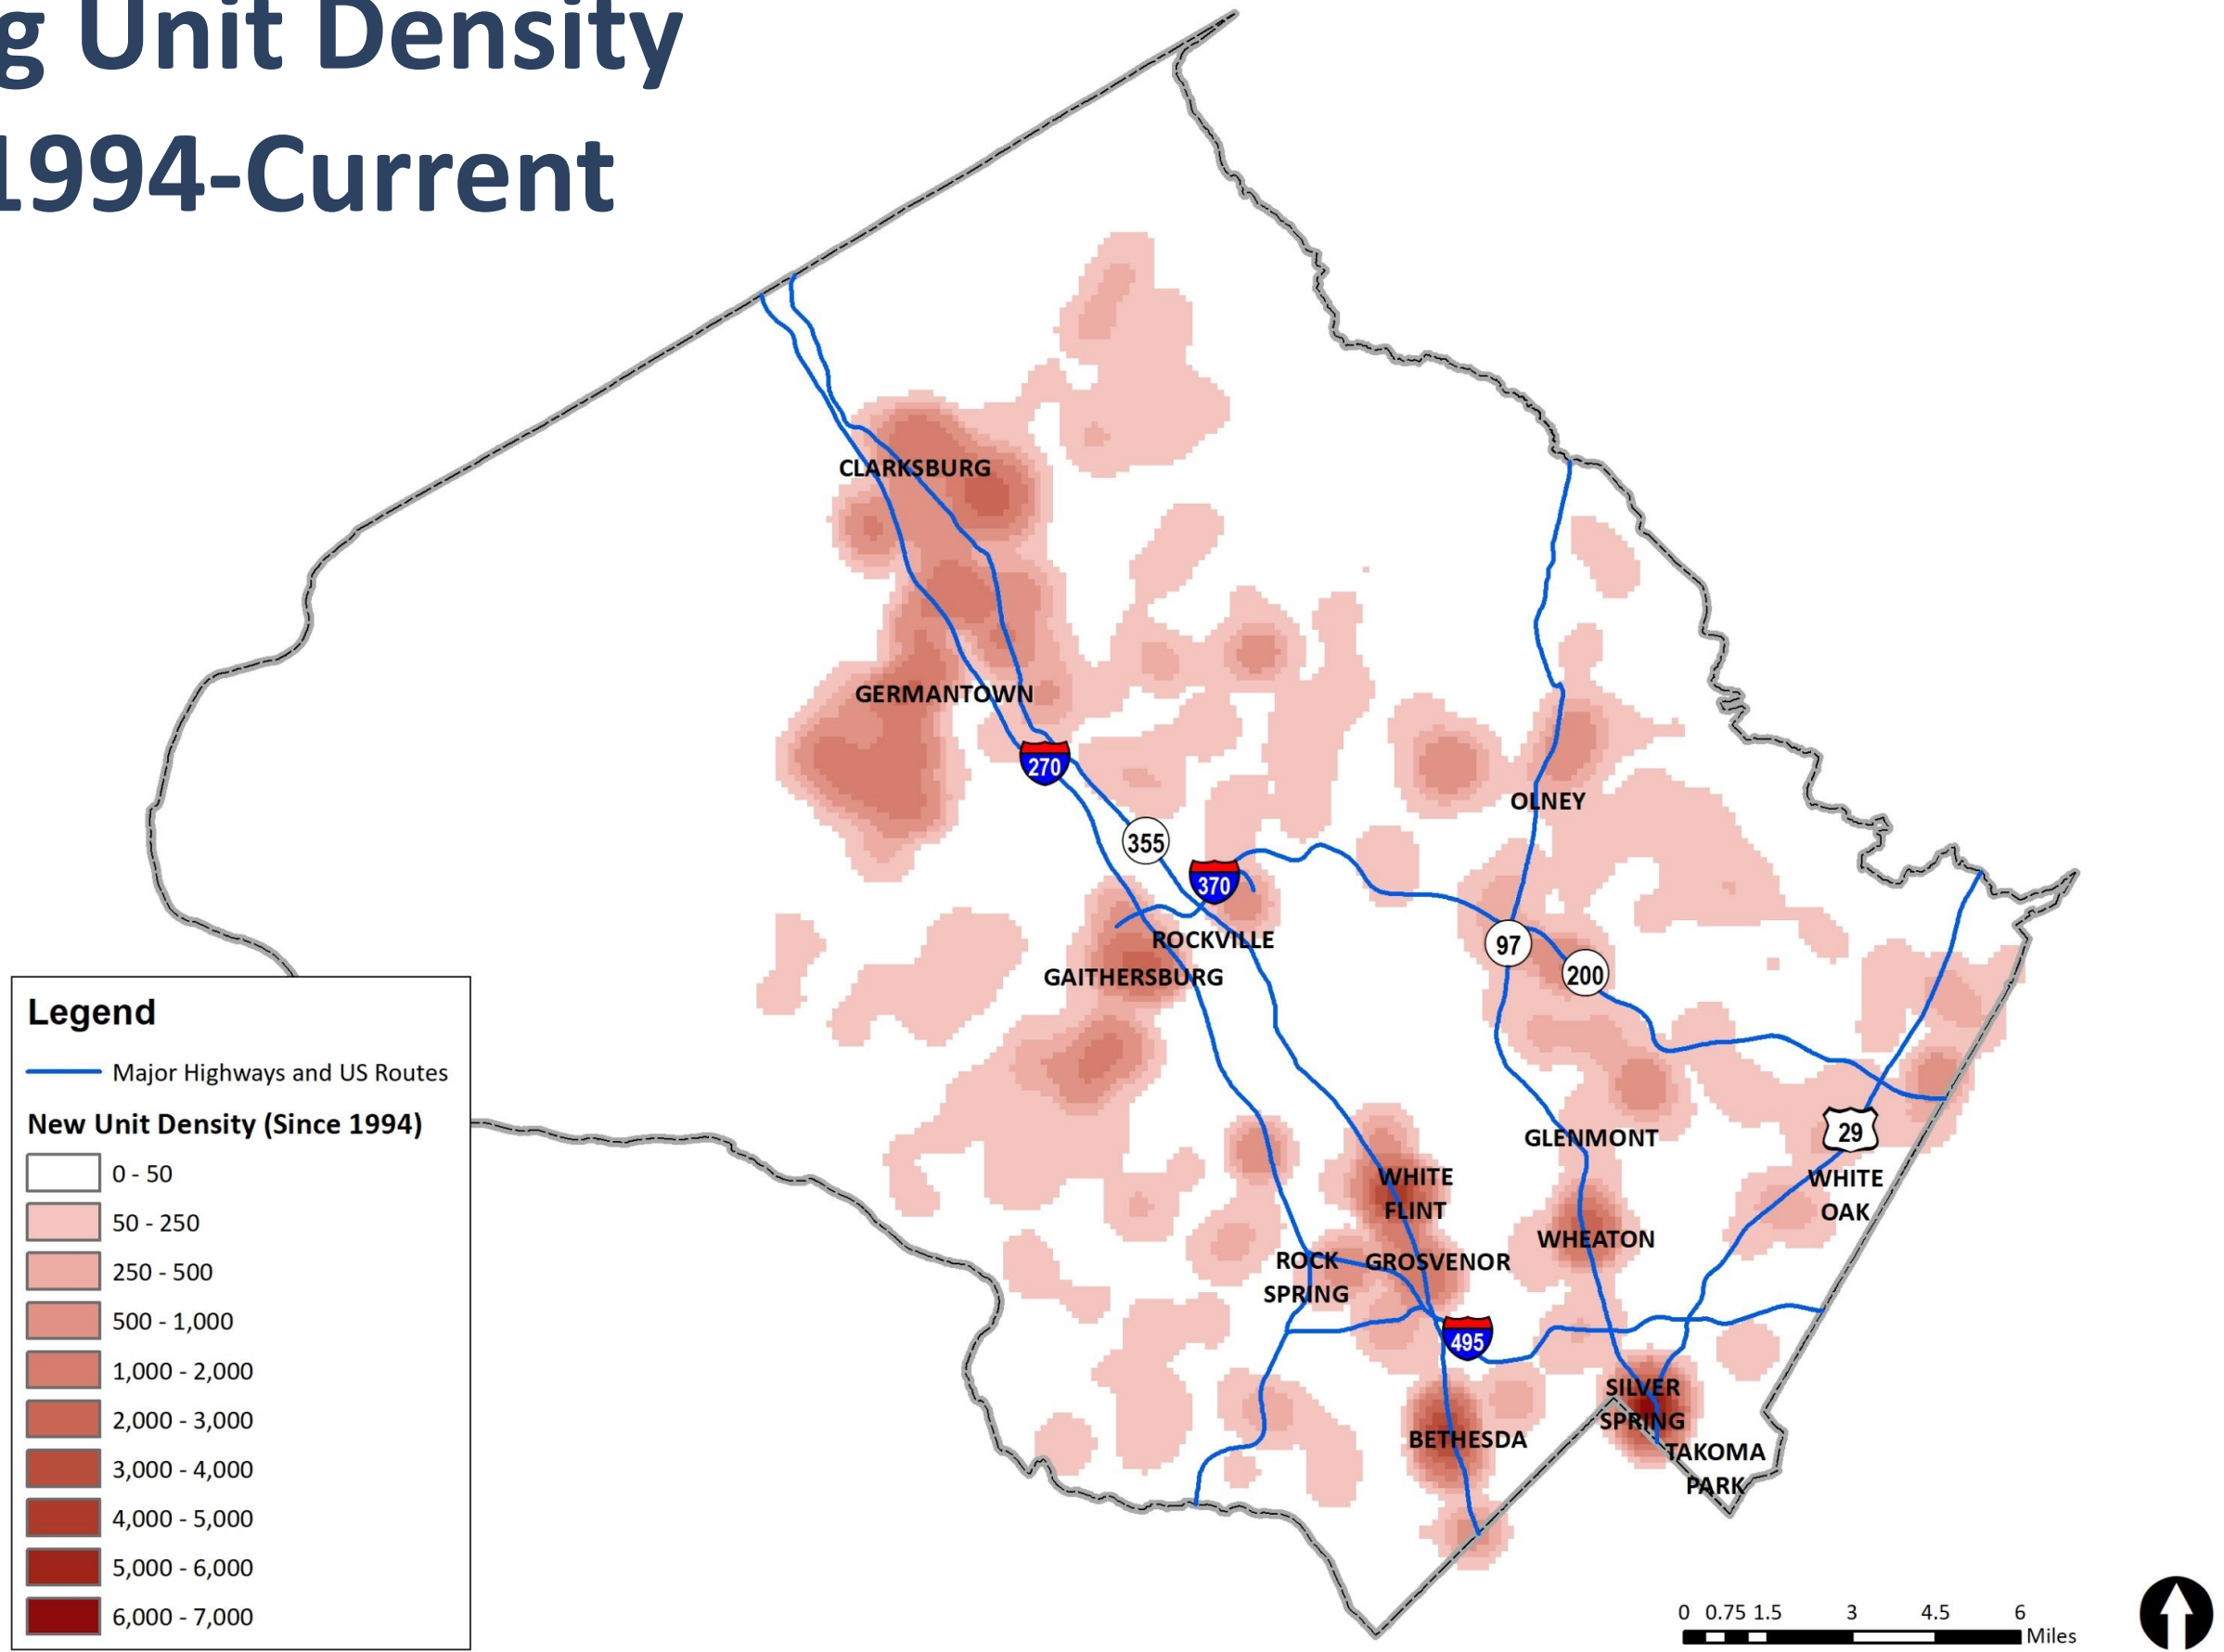 g Unit Density
1994-Current
CLARKSBURG
GERMANTOWN
270
OLNEY
355
370
ROCKVILLE
97
GAITHERSBURG
200
GLENMONT
29
WHITE
FLINT
WHITE
OAK
WHEATON
ROCK
SPRING
GROSVENOR
495
SILVER
SPRING
BETHESDA
TAKOMA
PARK
Legend
Major Highways and US Routes
New Unit Density (Since 1994)
0 - 50
50 - 250
250 - 500
500 - 1,000
1,000 - 2,000
2,000 - 3,000
3,000 - 4,000
4,000 - 5,000
5,000 - 6,000
6,000 - 7,000
0 0.75 1.5 3 4.5 6
Miles